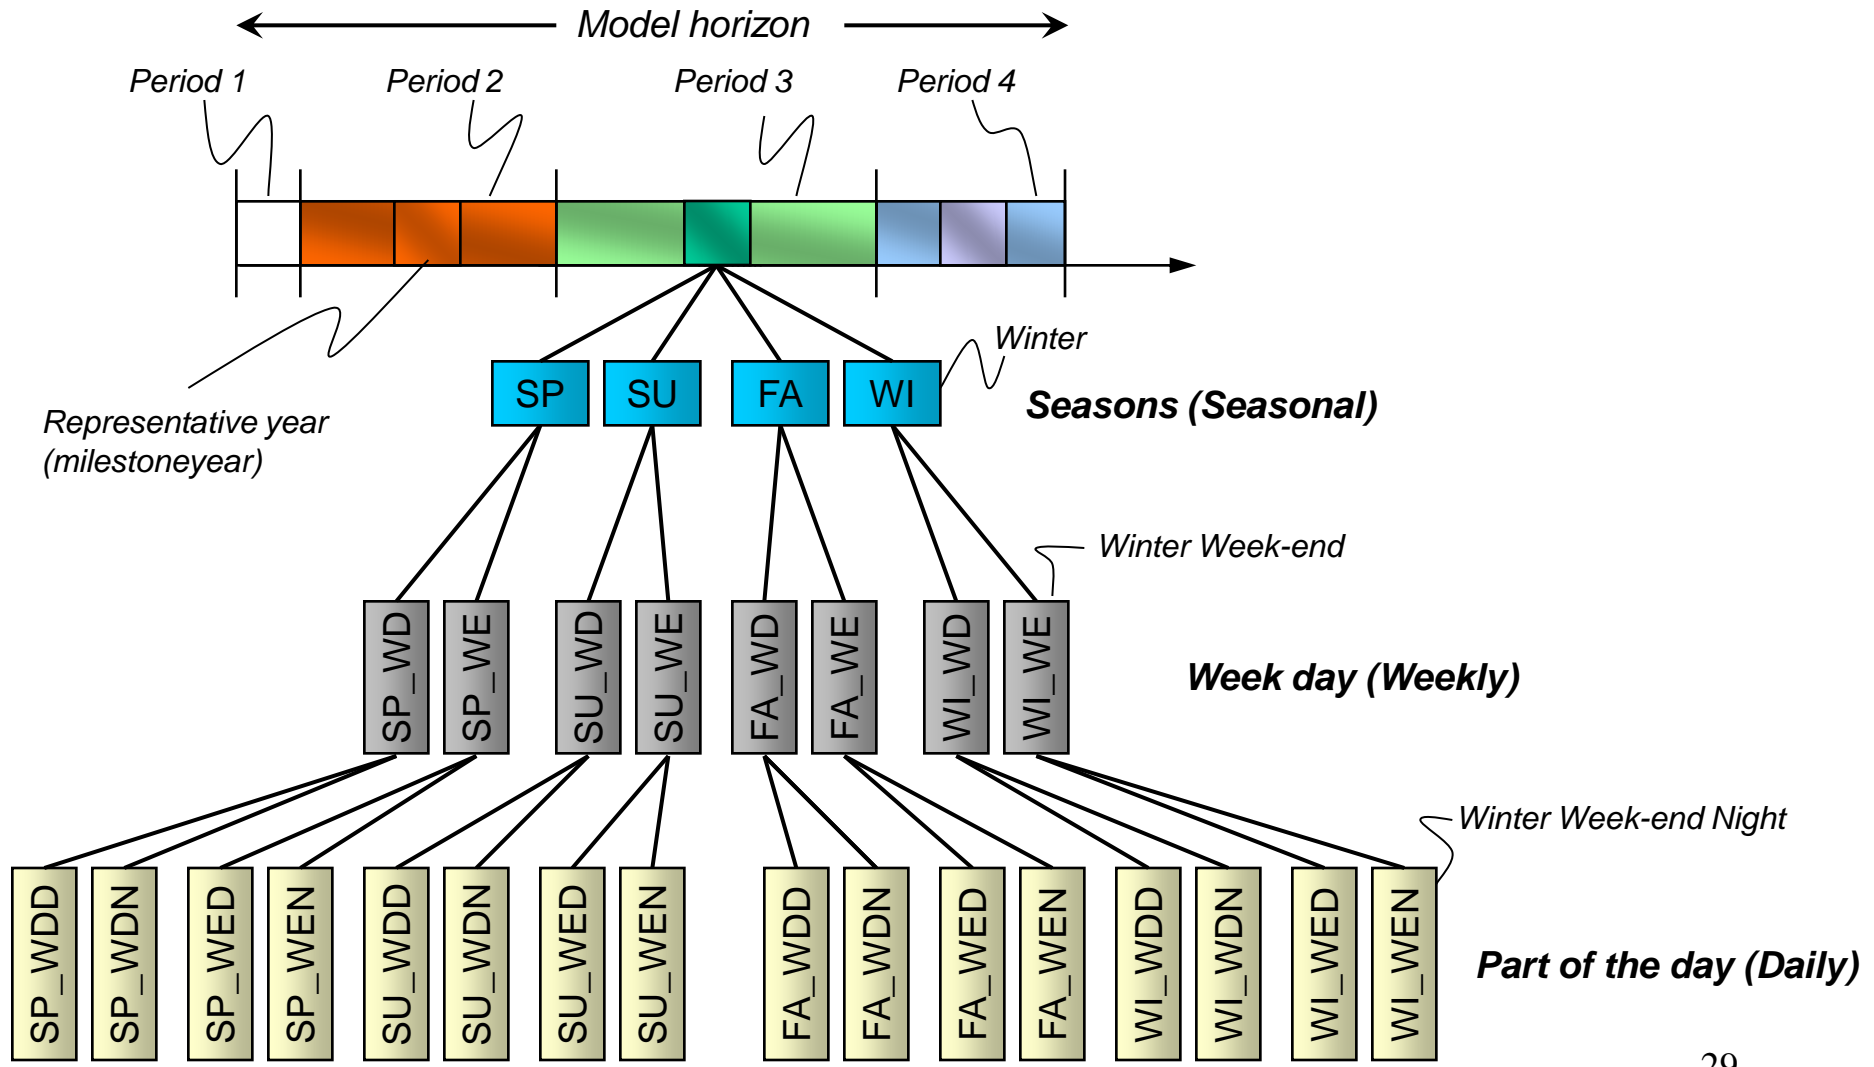 Model horizon
Period 1
Period 2
Period 3
Period 4
Winter
SP
SU
FA
WI
Seasons (Seasonal)
Representative year
(milestoneyear)
Winter Week-end
SP_WD
SP_WE
SU_WD
SU_WE
FA_WD
FA_WE
WI_WD
WI_WE
Week day (Weekly)
Winter Week-end Night
SP_WDD
SP_WDN
SP_WED
SP_WEN
SU_WDD
SU_WDN
SU_WED
SU_WEN
FA_WDD
FA_WDN
FA_WED
FA_WEN
WI_WDD
WI_WDN
WI_WED
WI_WEN
Part of the day (Daily)
29